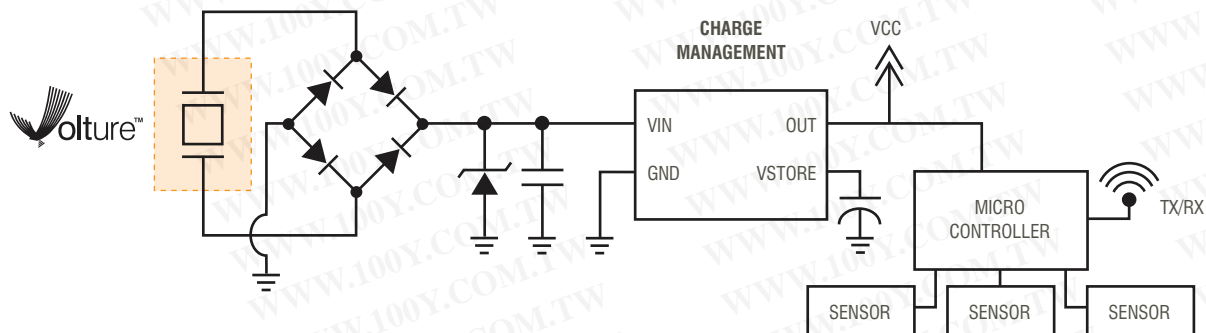 CHARGE
MANAGEMENT
VCC
Volture™
VIN
OUT
GND
VSTORE
MICRO
CONTROLLER
TX/RX
SENSOR
SENSOR
SENSOR
WWW.100Y.COM.TW